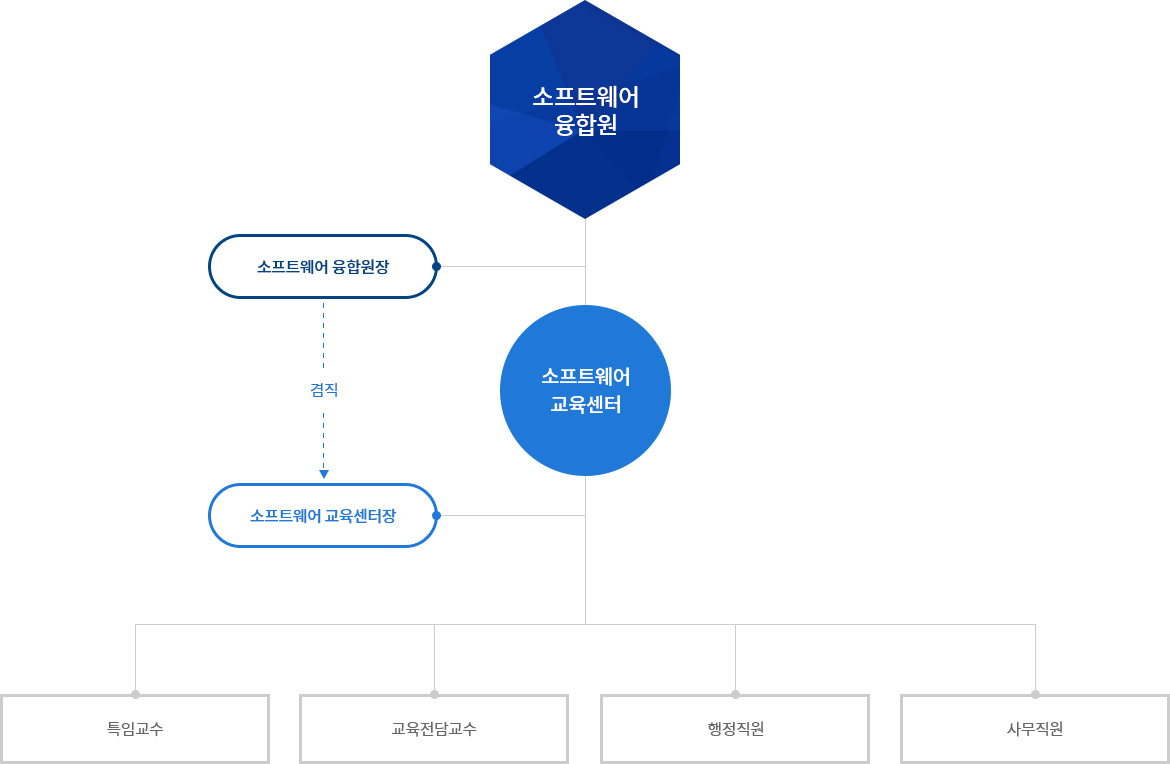 소프트웨어
융합원
소프트웨어 융합원장
겸직
소프트웨어
교육센터
소프트웨어 교육센터장
특임교수
교육전담교수
행정직원
사무직원